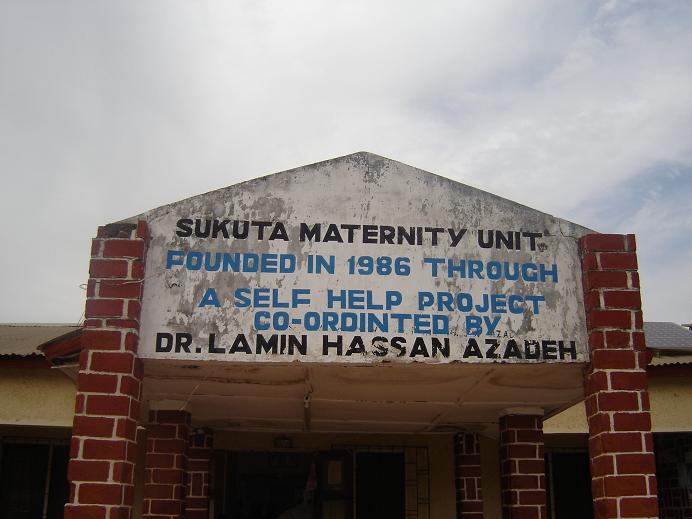 SUKUTA MATERNITY UNIT
FOUNDED IN 1986 THROUGH
A SELF HELP PROJECT
CO-ORDINTED BY
DR. LAMIN HASSAN AZADEH